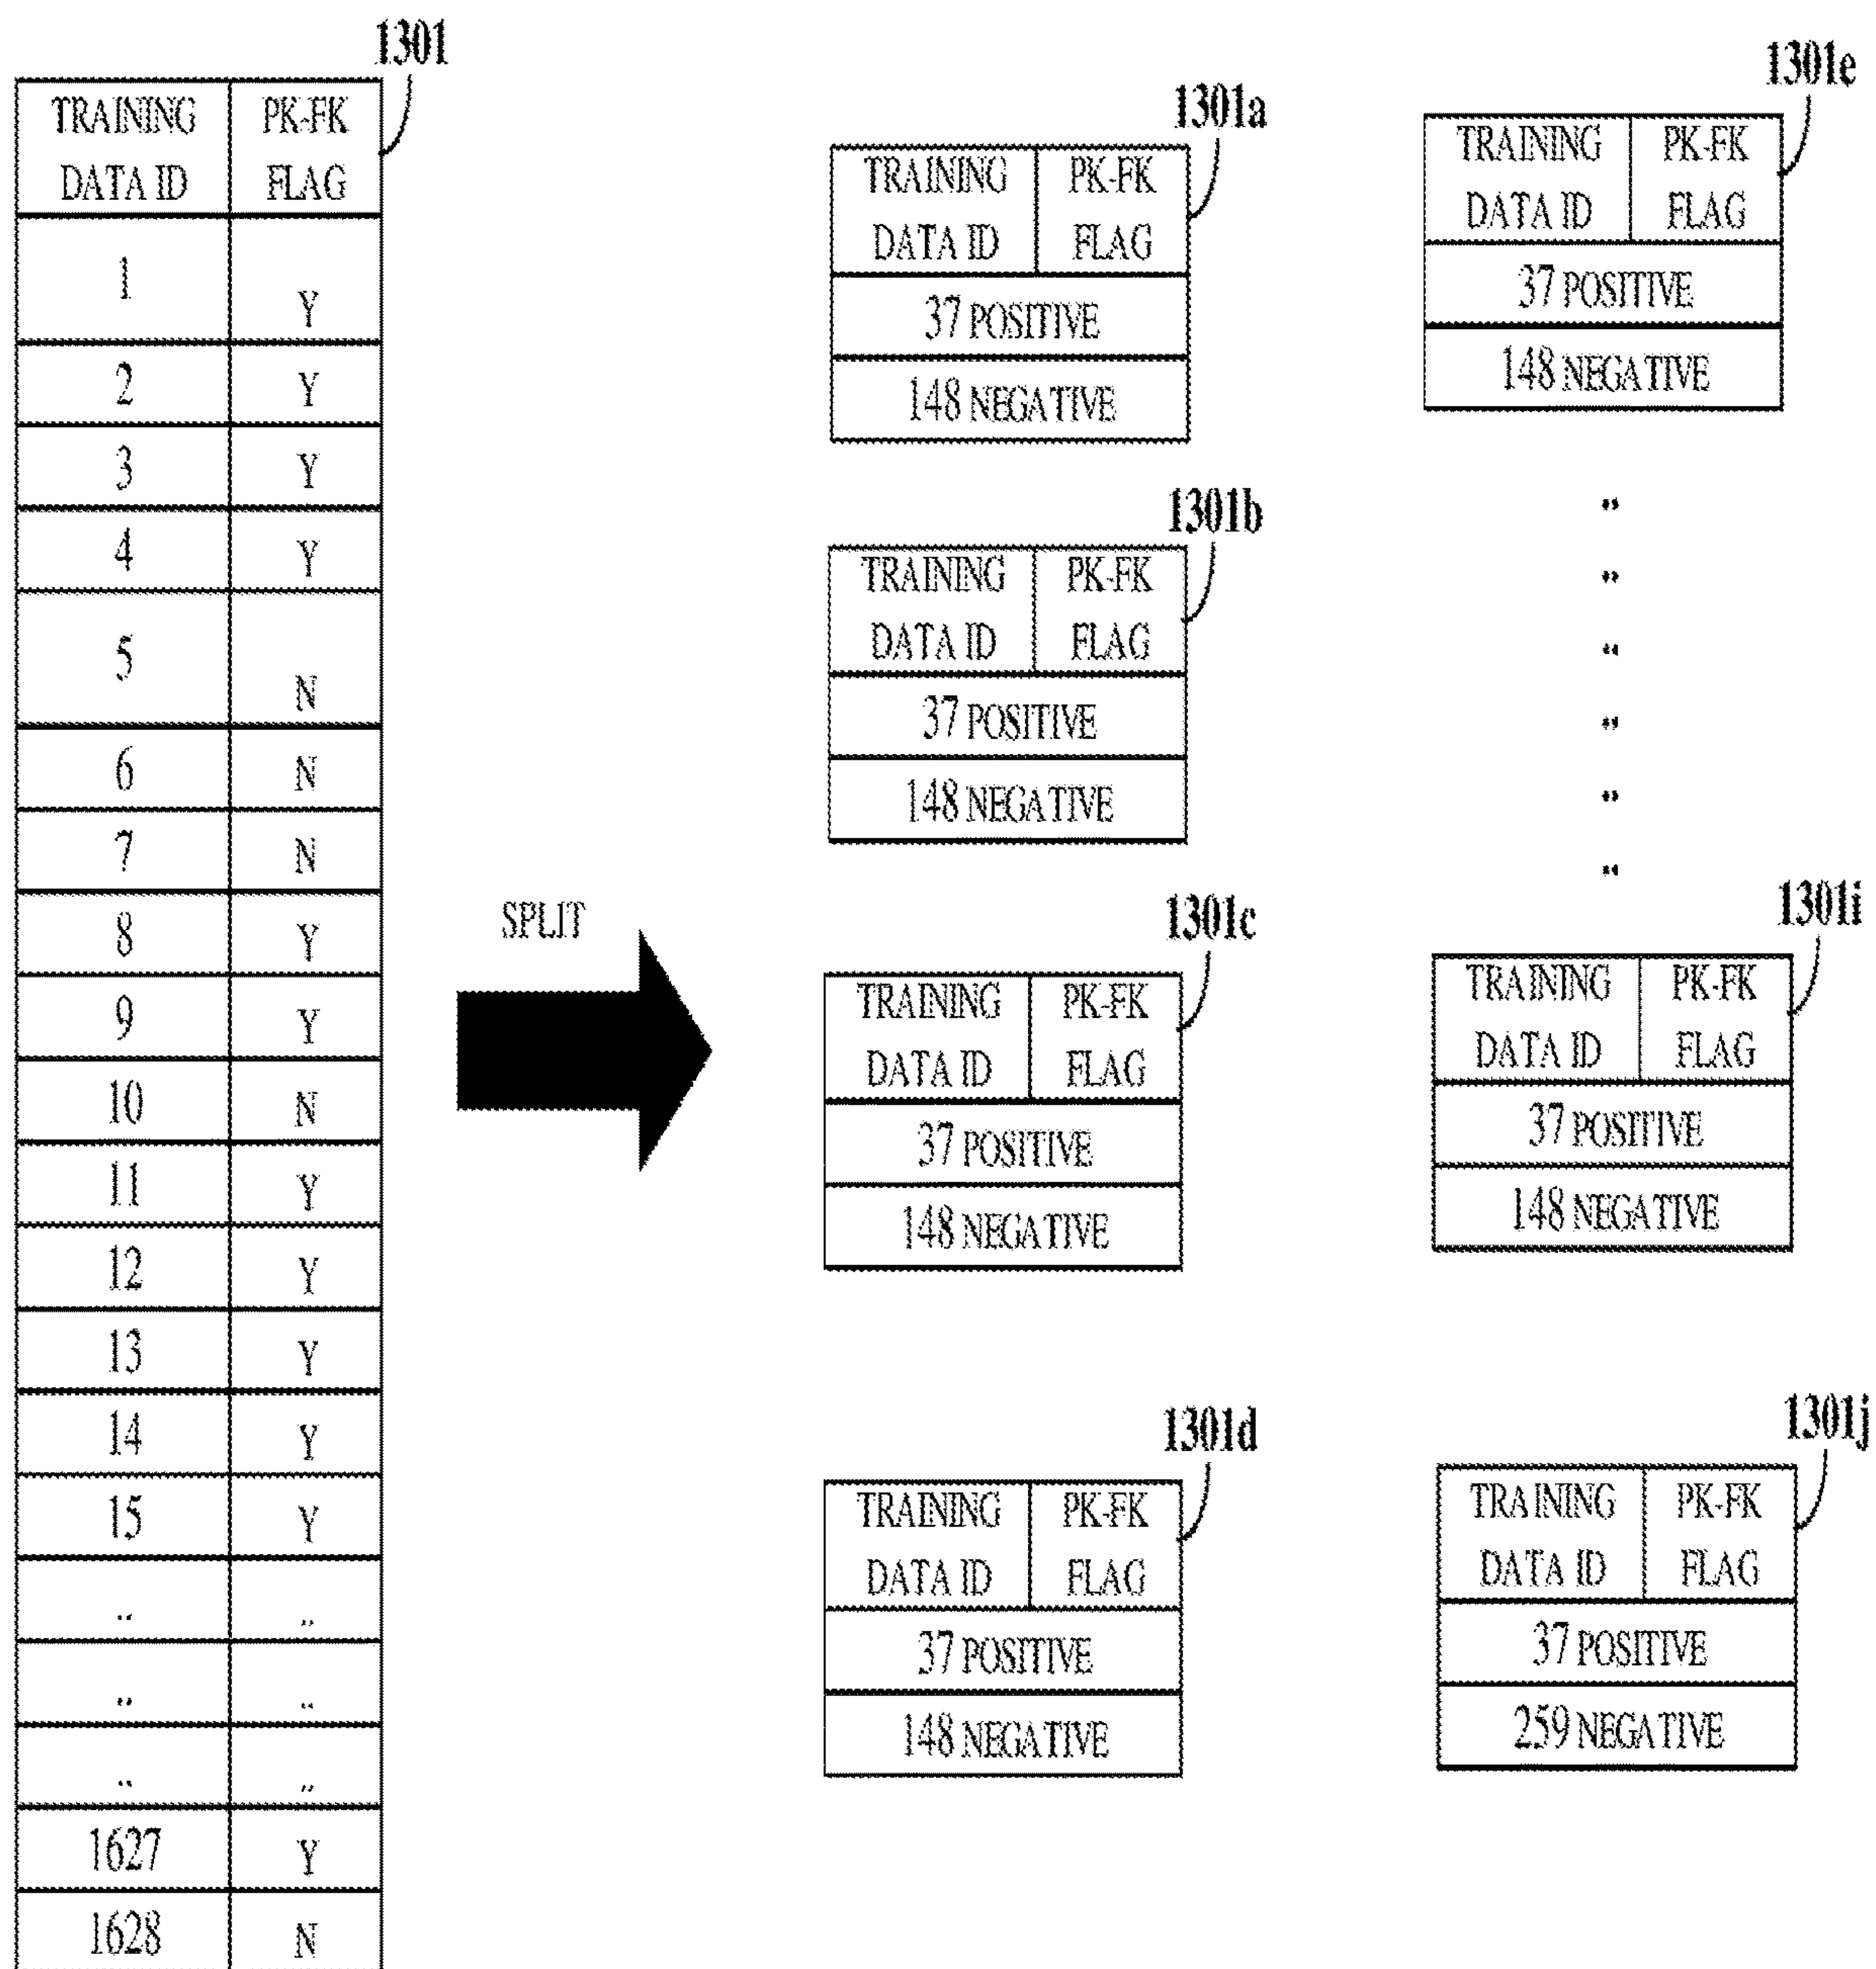 1301
TRAINING DATA ID PK-FK FLAG
1 Y
2 Y
3 Y
4 Y
5 N
6 N
7 N
8 Y
9 Y
10 N
11 Y
12 Y
13 Y
14 Y
15 Y
.. ..
.. ..
.. ..
1627 Y
1628 N
SPLIT
1301a
TRAINING DATA ID PK-FK FLAG
37 POSITIVE
148 NEGATIVE
1301b
TRAINING DATA ID PK-FK FLAG
37 POSITIVE
148 NEGATIVE
1301c
TRAINING DATA ID PK-FK FLAG
37 POSITIVE
148 NEGATIVE
1301d
TRAINING DATA ID PK-FK FLAG
37 POSITIVE
148 NEGATIVE
1301e
TRAINING DATA ID PK-FK FLAG
37 POSITIVE
148 NEGATIVE
”
”
“
”
”
“
1301i
TRAINING DATA ID PK-FK FLAG
37 POSITIVE
148 NEGATIVE
1301j
TRAINING DATA ID PK-FK FLAG
37 POSITIVE
259 NEGATIVE